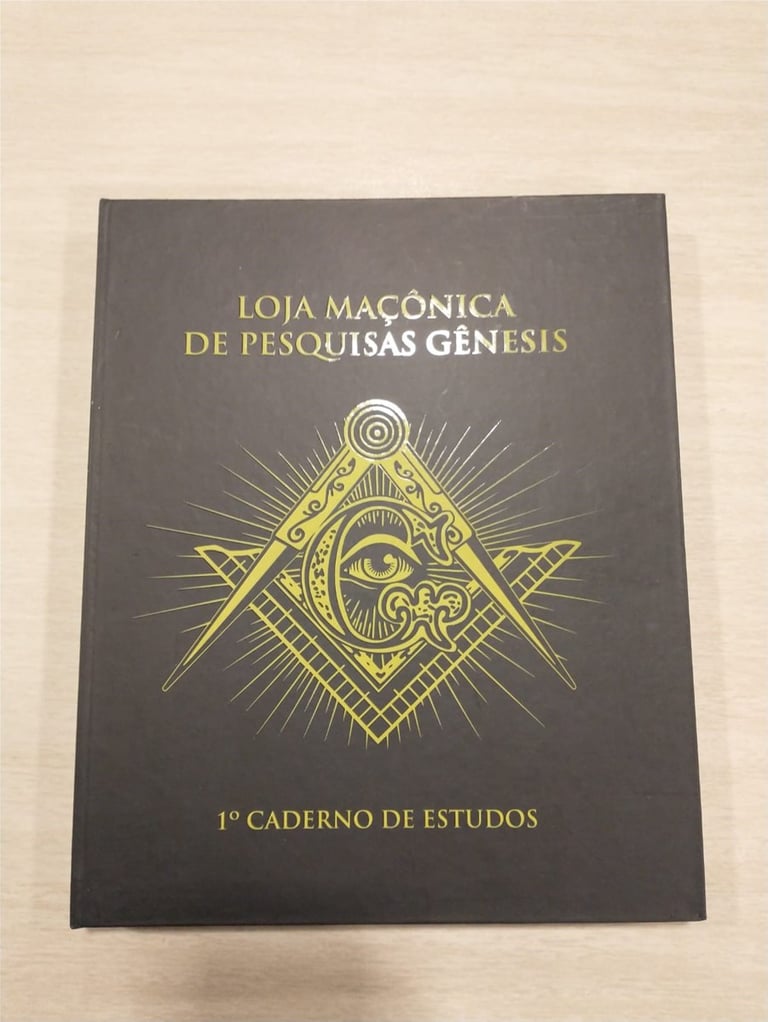 LOJA MAÇÔNICA
DE PESQUISAS GÊNESIS
G
1º CADERNO DE ESTUDOS